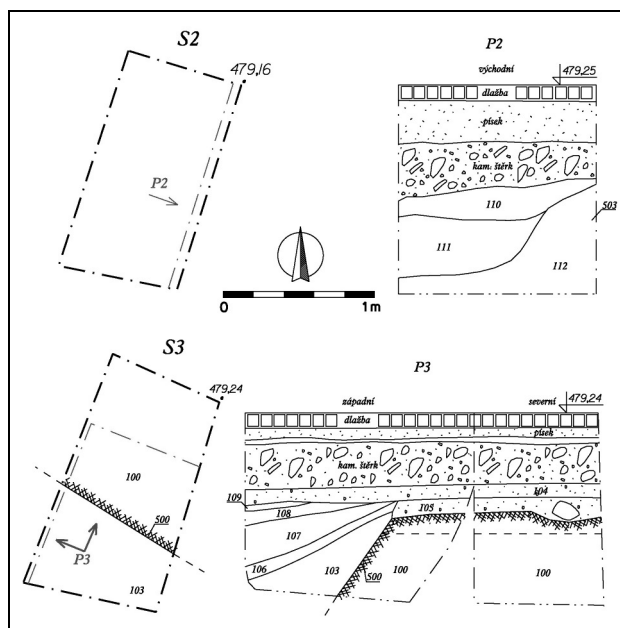 S2
479,16
P2
P2
východní
479,25
dlažba
písek
kam. štěrk
110
503
111
112
0
1m
S3
479,24
100
500
P3
103
P3
západní
severní
479,24
dlažba
písek
kam. štěrk
104
109
108
105
107
106
103
500
100
100